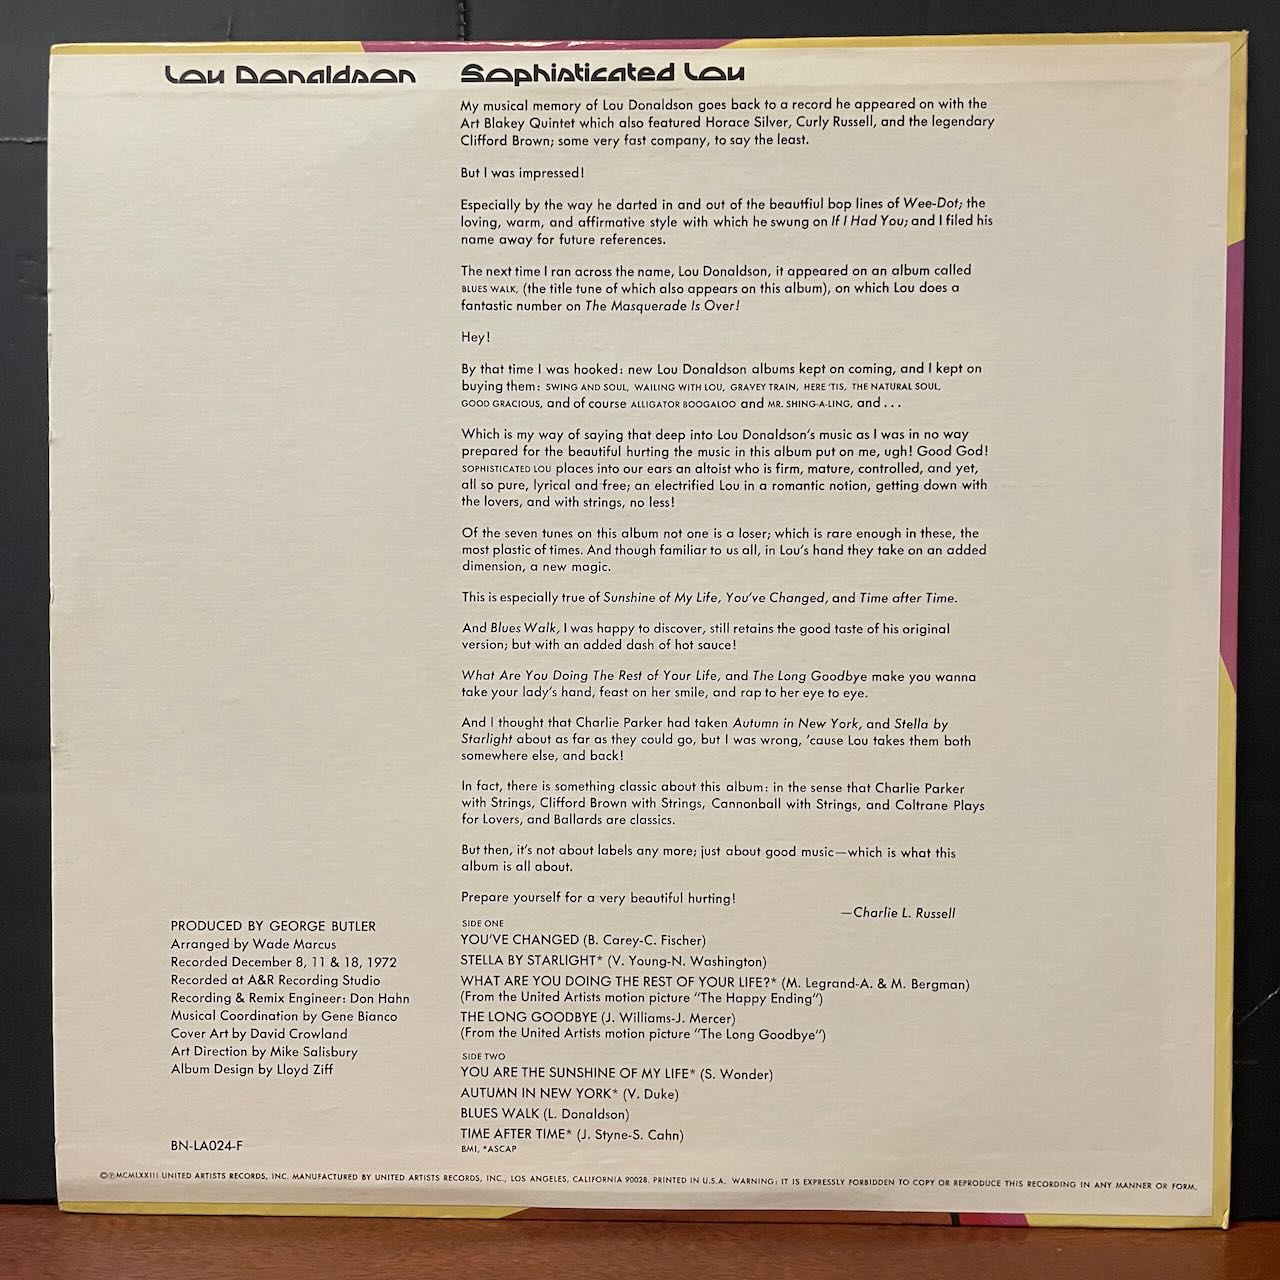 Lou Donaldson
Sophisticated Lou
My musical memory of Lou Donaldson goes back to a record he appeared on with the
Art Blakey Quintet which also featured Horace Silver, Curly Russell, and the legendary
Clifford Brown; some very fast company, to say the least.
But I was impressed!
Especially by the way he darted in and out of the beautfiul bop lines of Wee-Dot; the
loving, warm, and affirmative style with which he swung on If I Had You; and I filed his
name away for future references.
The next time I ran across the name, Lou Donaldson, it appeared on an album called
BLUES WALK, (the title tune of which also appears on this album), on which Lou does a
fantastic number on The Masquerade Is Over!
Hey!
By that time I was hooked: new Lou Donaldson albums kept on coming, and I kept on
buying them: SWING AND SOUL, WAILING WITH LOU, GRAVEY TRAIN, HERE 'TIS, THE NATURAL SOUL,
GOOD GRACIOUS, and of course ALLIGATOR BOOGALOO and MR. SHING-A-LING, and . . .
Which is my way of saying that deep into Lou Donaldson's music as I was in no way
prepared for the beautiful hurting the music in this album put on me, ugh! Good God!
SOPHISTICATED LOU places into our ears an altoist who is firm, mature, controlled, and yet,
all so pure, lyrical and free; an electrified Lou in a romantic notion, getting down with
the lovers, and with strings, no less!
Of the seven tunes on this album not one is a loser; which is rare enough in these, the
most plastic of times. And though familiar to us all, in Lou's hand they take on an added
dimension, a new magic.
This is especially true of Sunshine of My Life, You've Changed, and Time after Time.
And Blues Walk, I was happy to discover, still retains the good taste of his original
version; but with an added dash of hot sauce!
What Are You Doing The Rest of Your Life, and The Long Goodbye make you wanna
take your lady's hand, feast on her smile, and rap to her eye to eye.
And I thought that Charlie Parker had taken Autumn in New York, and Stella by
Starlight about as far as they could go, but I was wrong, 'cause Lou takes them both
somewhere else, and back!
In fact, there is something classic about this album: in the sense that Charlie Parker
with Strings, Clifford Brown with Strings, Cannonball with Strings, and Coltrane Plays
for Lovers, and Ballards are classics.
But then, it's not about labels any more; just about good music—which is what this
album is all about.
Prepare yourself for a very beautiful hurting!
—Charlie L. Russell
PRODUCED BY GEORGE BUTLER
Arranged by Wade Marcus
Recorded December 8, 11 & 18, 1972
Recorded at A&R Recording Studio
Recording & Remix Engineer: Don Hahn
Musical Coordination by Gene Bianco
Cover Art by David Crowland
Art Direction by Mike Salisbury
Album Design by Lloyd Ziff
BN-LA024-F
SIDE ONE
YOU'VE CHANGED (B. Carey-C. Fischer)
STELLA BY STARLIGHT* (V. Young-N. Washington)
WHAT ARE YOU DOING THE REST OF YOUR LIFE?* (M. Legrand-A. & M. Bergman)
(From the United Artists motion picture "The Happy Ending")
THE LONG GOODBYE (J. Williams-J. Mercer)
(From the United Artists motion picture "The Long Goodbye")
SIDE TWO
YOU ARE THE SUNSHINE OF MY LIFE* (S. Wonder)
AUTUMN IN NEW YORK* (V. Duke)
BLUES WALK (L. Donaldson)
TIME AFTER TIME* (J. Styne-S. Cahn)
BMI, *ASCAP
©℗MCMLXXIII UNITED ARTISTS RECORDS, INC. MANUFACTURED BY UNITED ARTISTS RECORDS, INC., LOS ANGELES, CALIFORNIA 90028. PRINTED IN U.S.A. WARNING: IT IS EXPRESSLY FORBIDDEN TO COPY OR REPRODUCE THIS RECORDING IN ANY MANNER OR FORM.